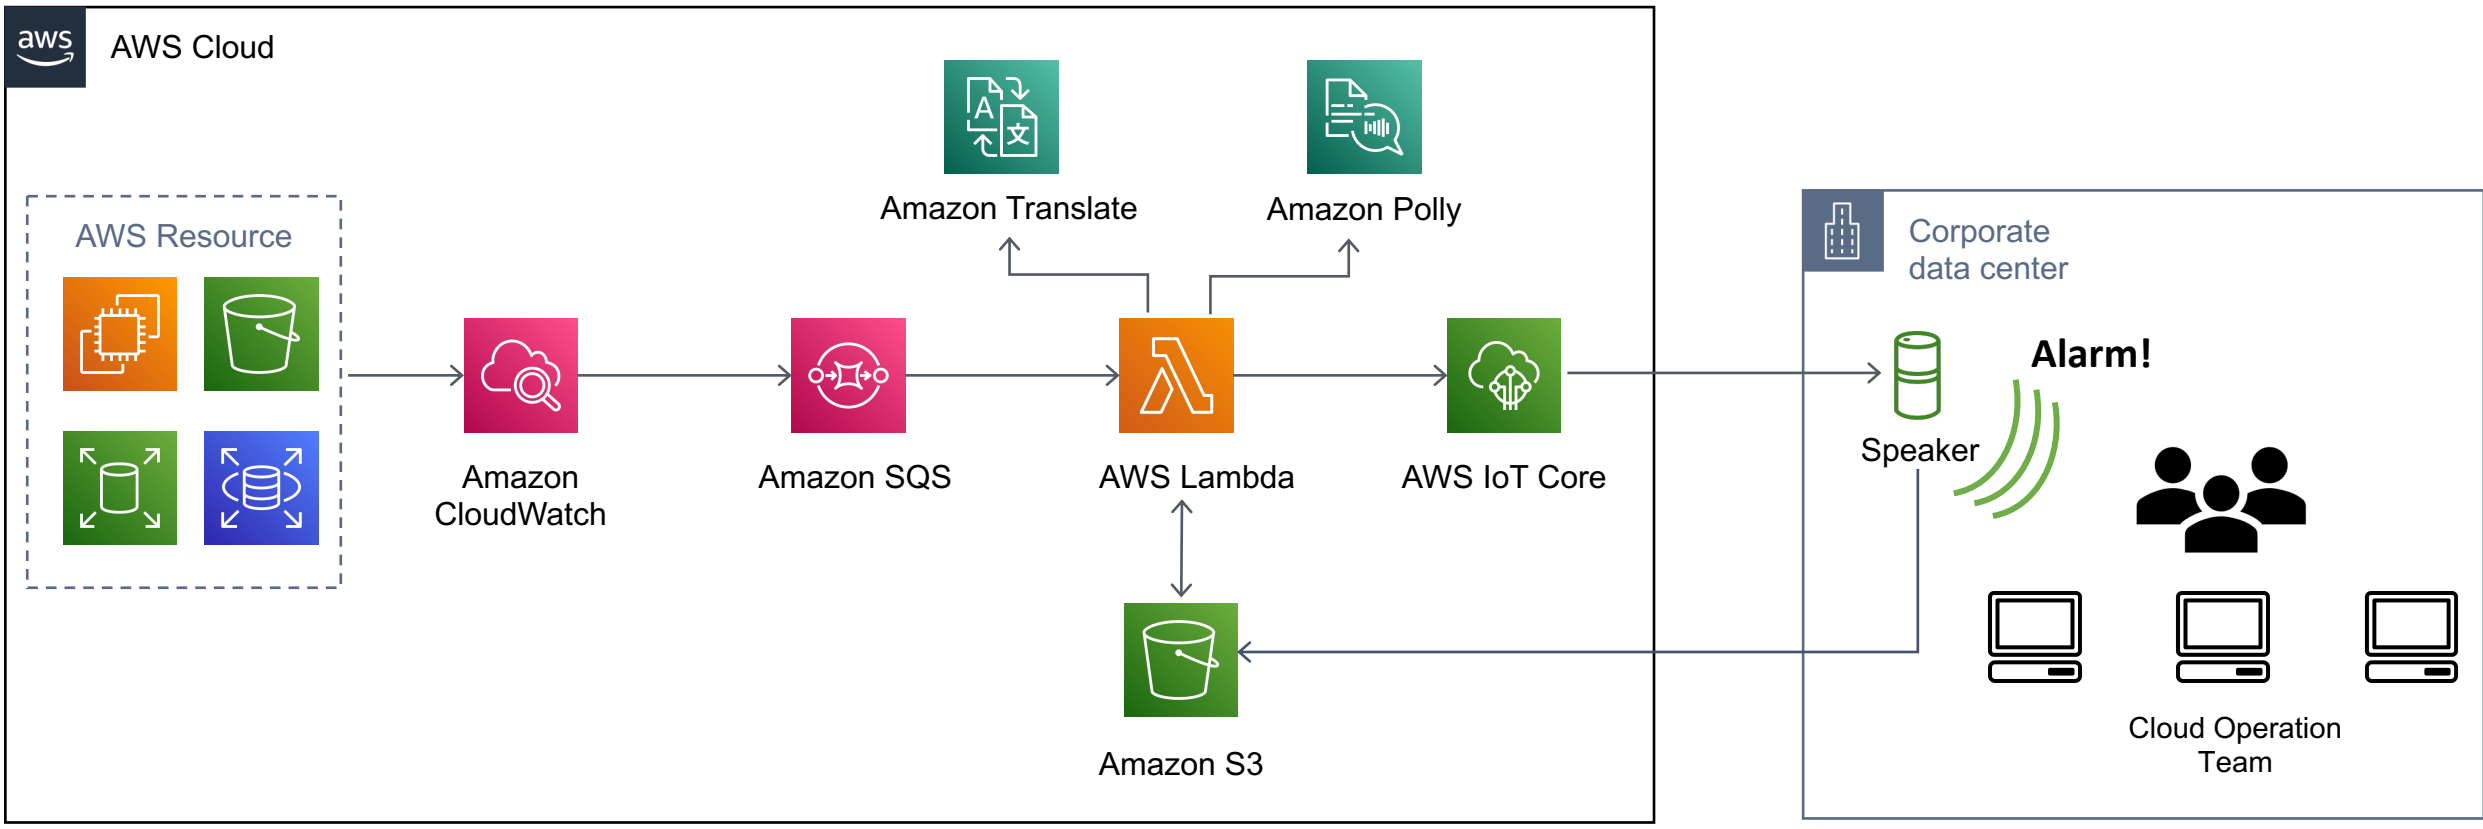 aws
AWS Cloud
Amazon Translate
Amazon Polly
AWS Resource
Amazon
CloudWatch
Amazon SQS
AWS Lambda
AWS IoT Core
Amazon S3
Corporate
data center
Alarm!
Speaker
Cloud Operation
Team
A
文